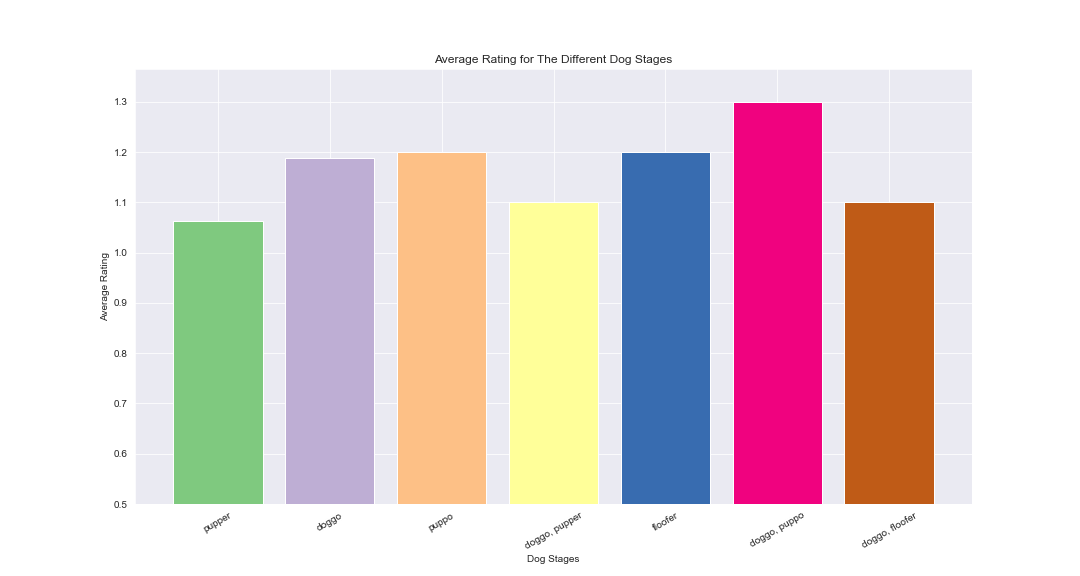 Average Rating for The Different Dog Stages
1.3
1.2
1.1
1.0
0.9
0.8
0.7
0.6
0.5
Average Rating
pupper
doggo
puppo
doggo, pupper
floofer
doggo, puppo
doggo, floofer
Dog Stages